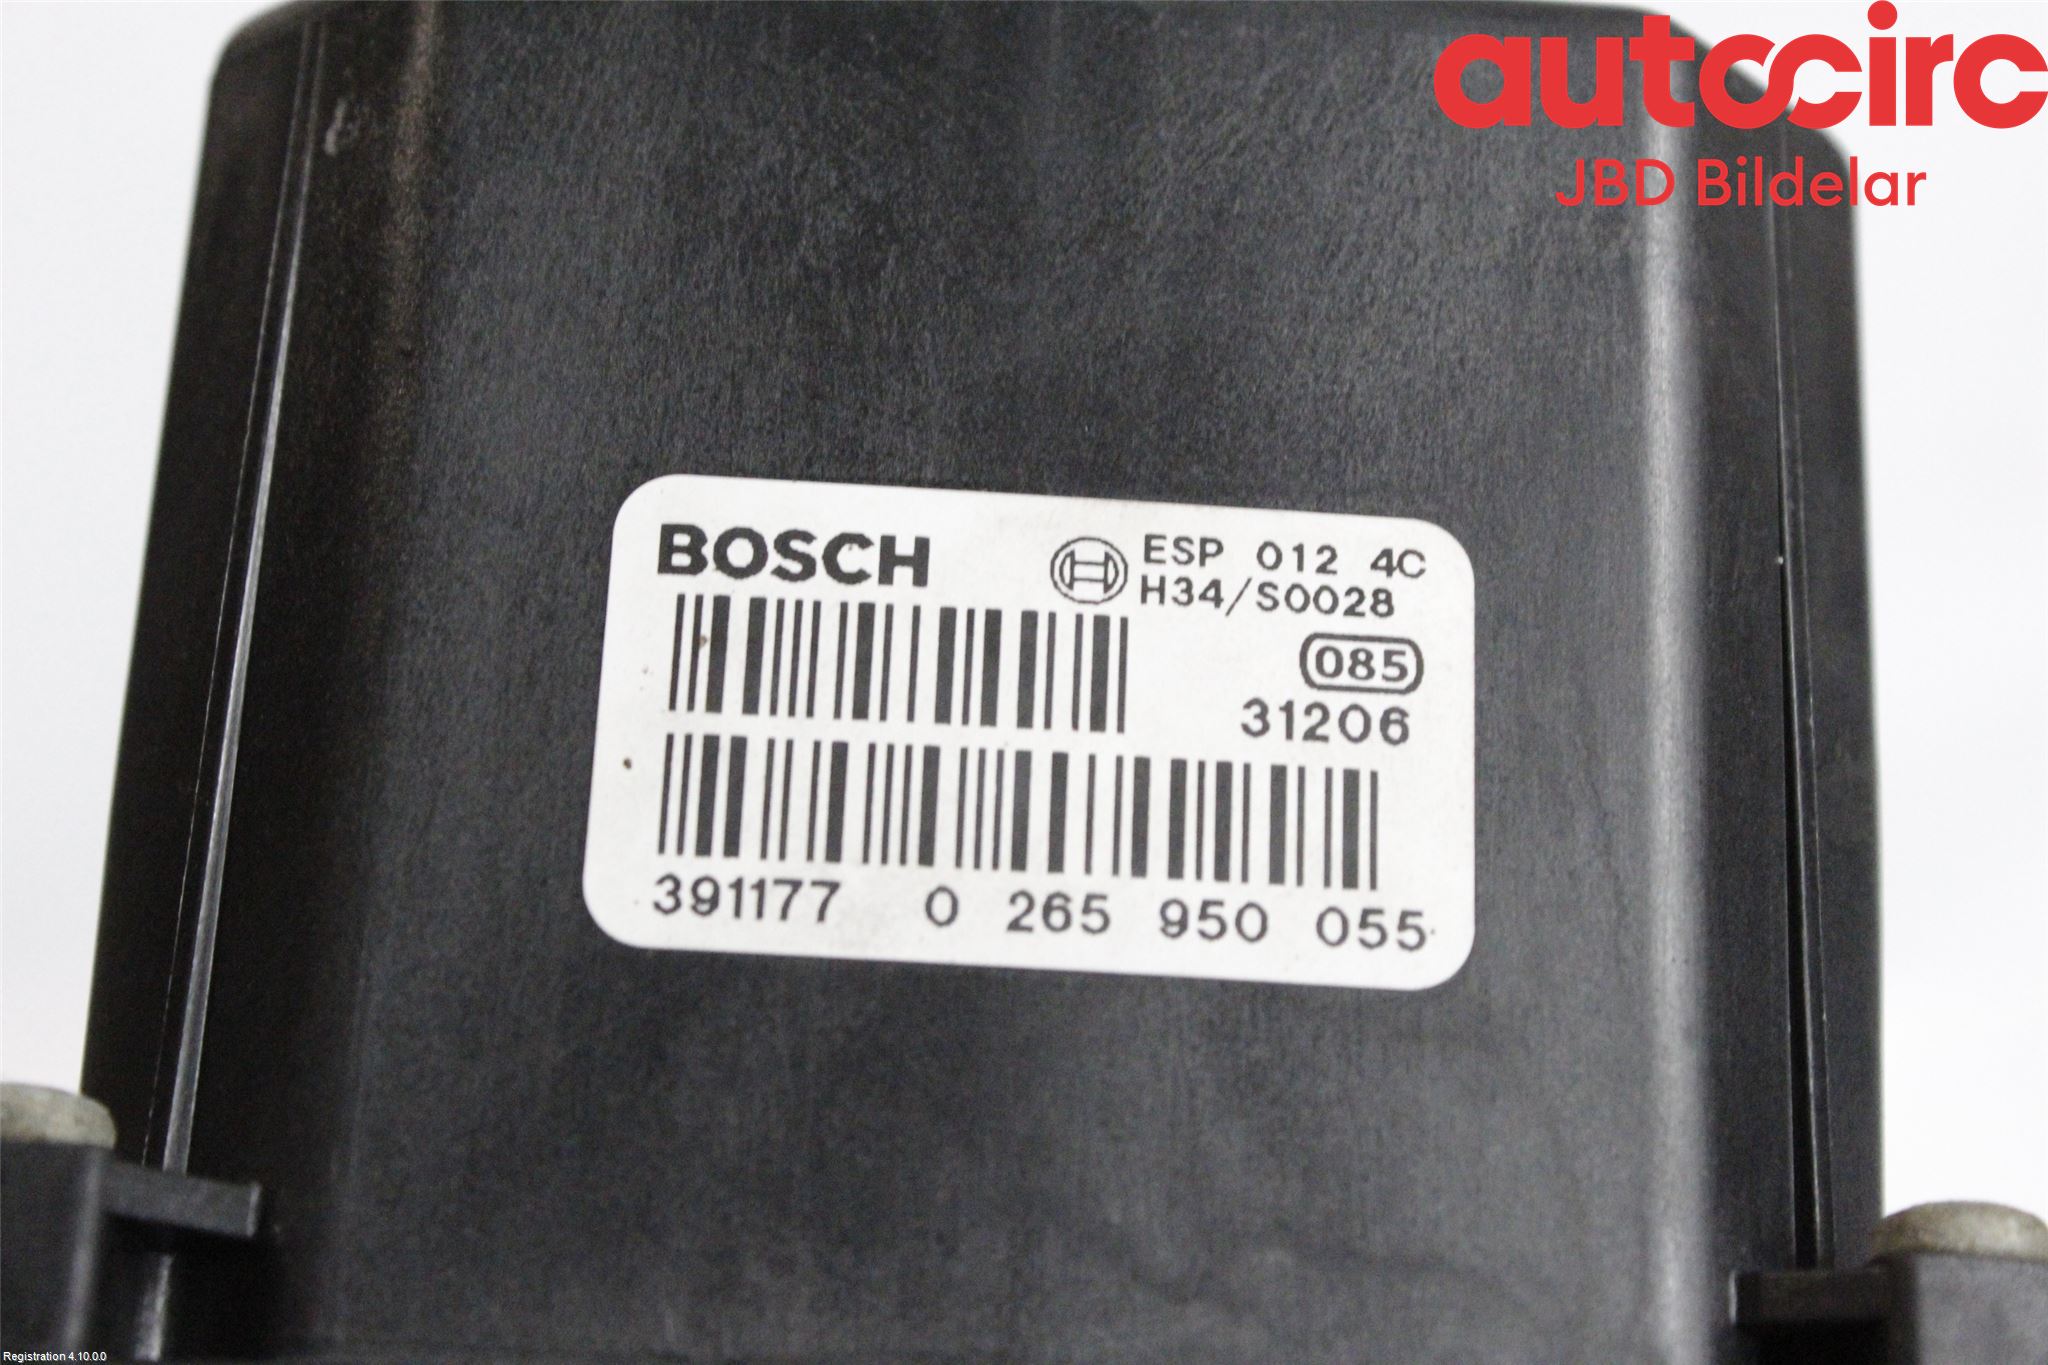 autocirc
JBD Bildelar
BOSCH
ESP 012 4C
H34/S0028
085
31206
391177 0 265 950 055
Registration 4.10.0.0